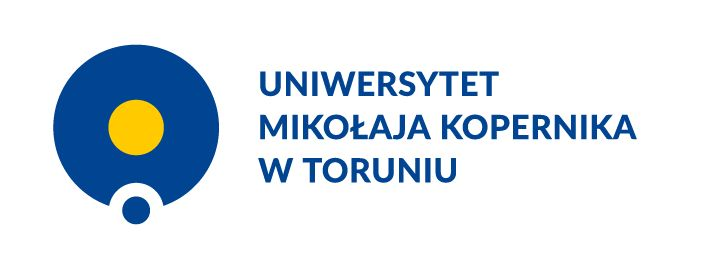 UNIWERSYTET
MIKOŁAJA KOPERNIKA
W TORUNIU